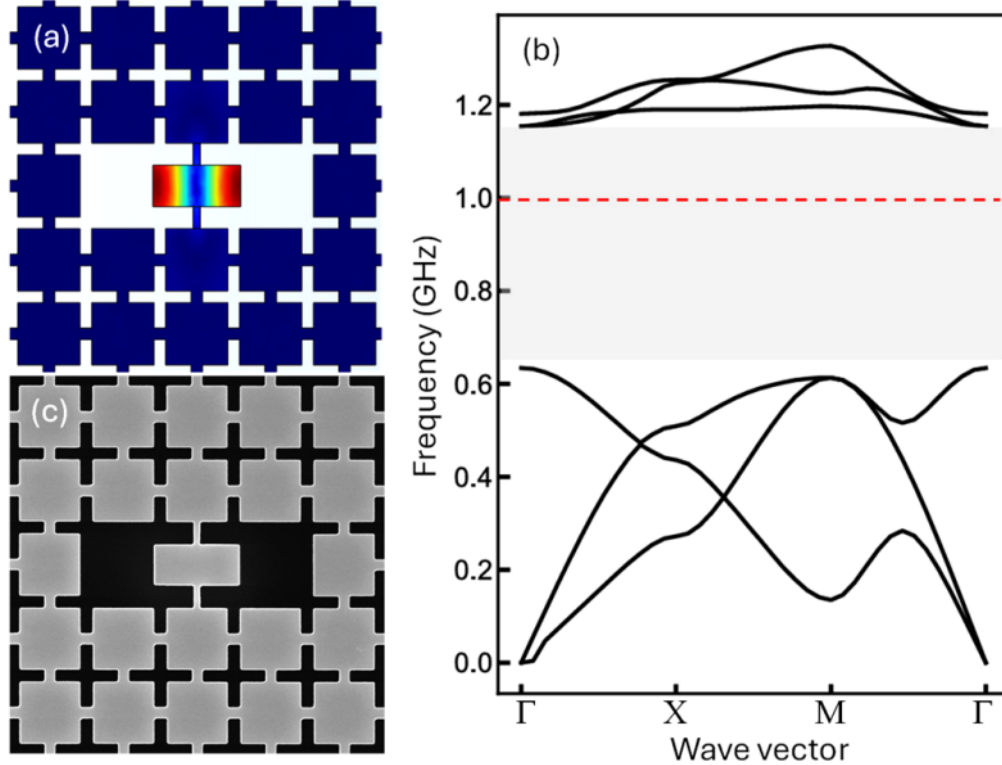 (a)
(b)
1.2
1.0
0.8
0.6
0.4
0.2
0.0
Frequency (GHz)
(c)
Γ X M Γ
Wave vector